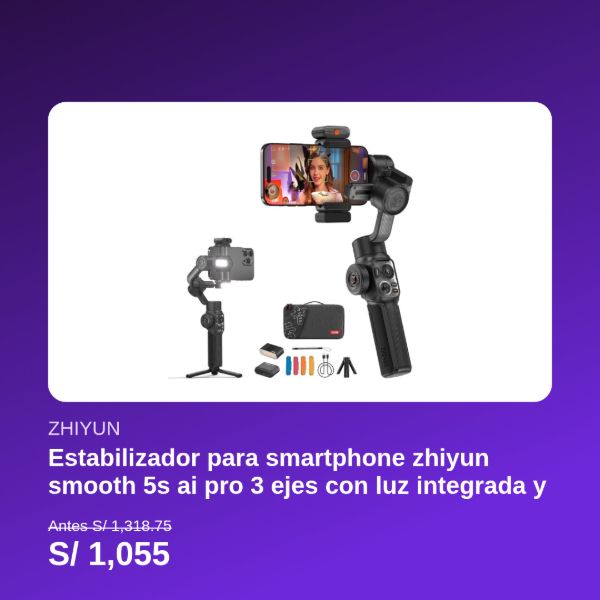 ZHIYUN
Estabilizador para smartphone zhiyun
smooth 5s ai pro 3 ejes con luz integrada y
Antes S/ 1,318.75
S/ 1,055